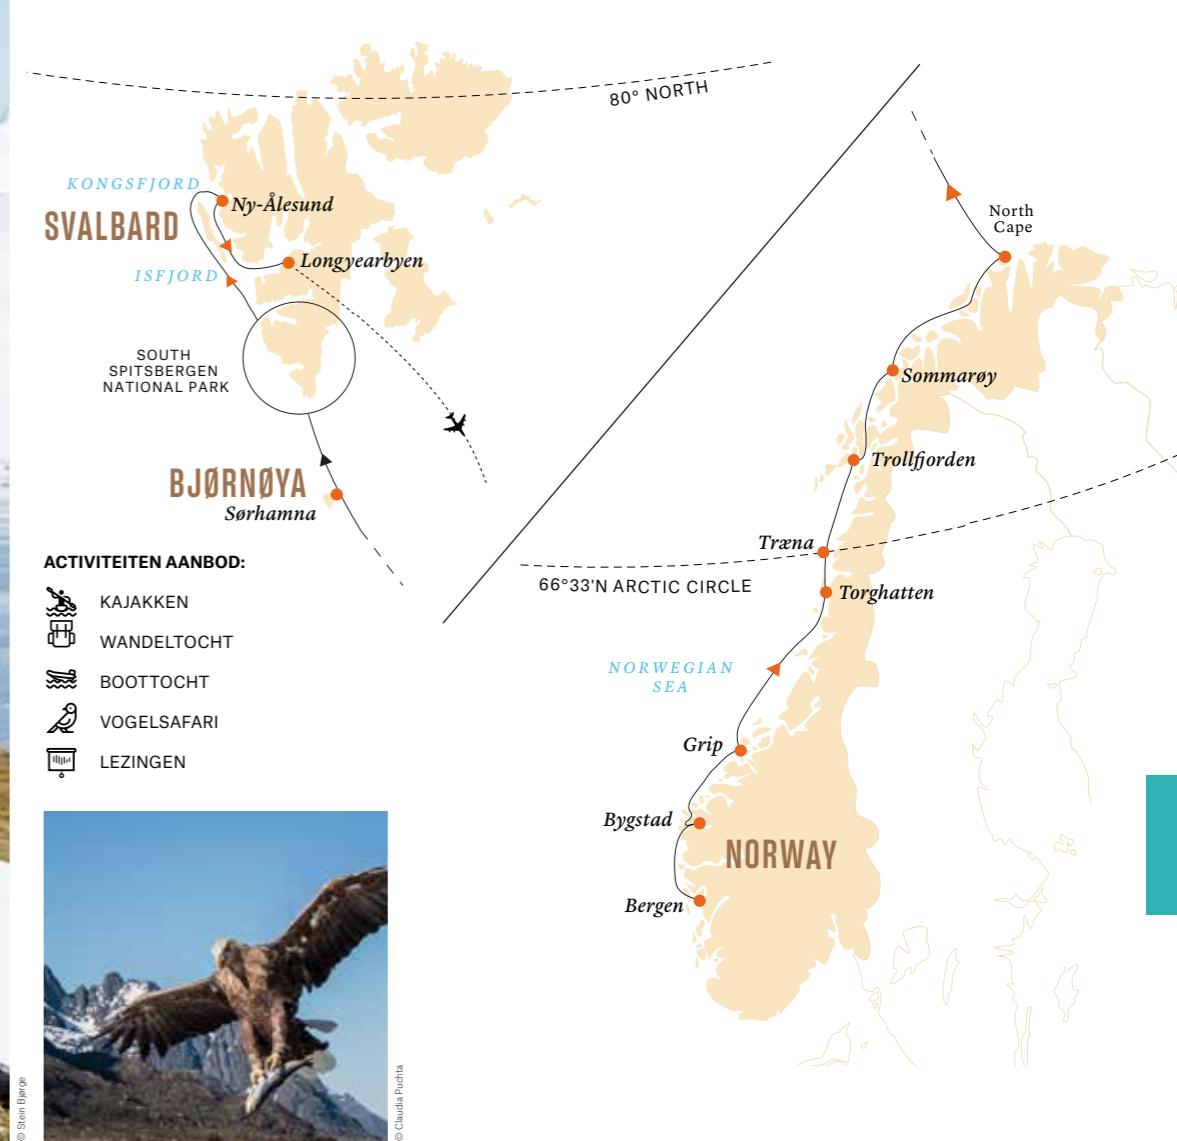 80° NORTH
KONGSFJORD
Ny-Ålesund
SVALBARD
Longyearbyen
ISFJORD
SOUTH
SPITSBERGEN
NATIONAL PARK
BJØRNØYA
Sørhamna
North
Cape
Sommarøy
Trollfjorden
Træna
66°33'N ARCTIC CIRCLE
Torghatten
NORWEGIAN
SEA
Grip
Bygstad
NORWAY
Bergen
ACTIVITEITEN AANBOD:
KAJAKKEN
WANDELTOCHT
BOOTTOCHT
VOGELSAFARI
LEZINGEN
© Stein Bjørge
© Claudia Puchta